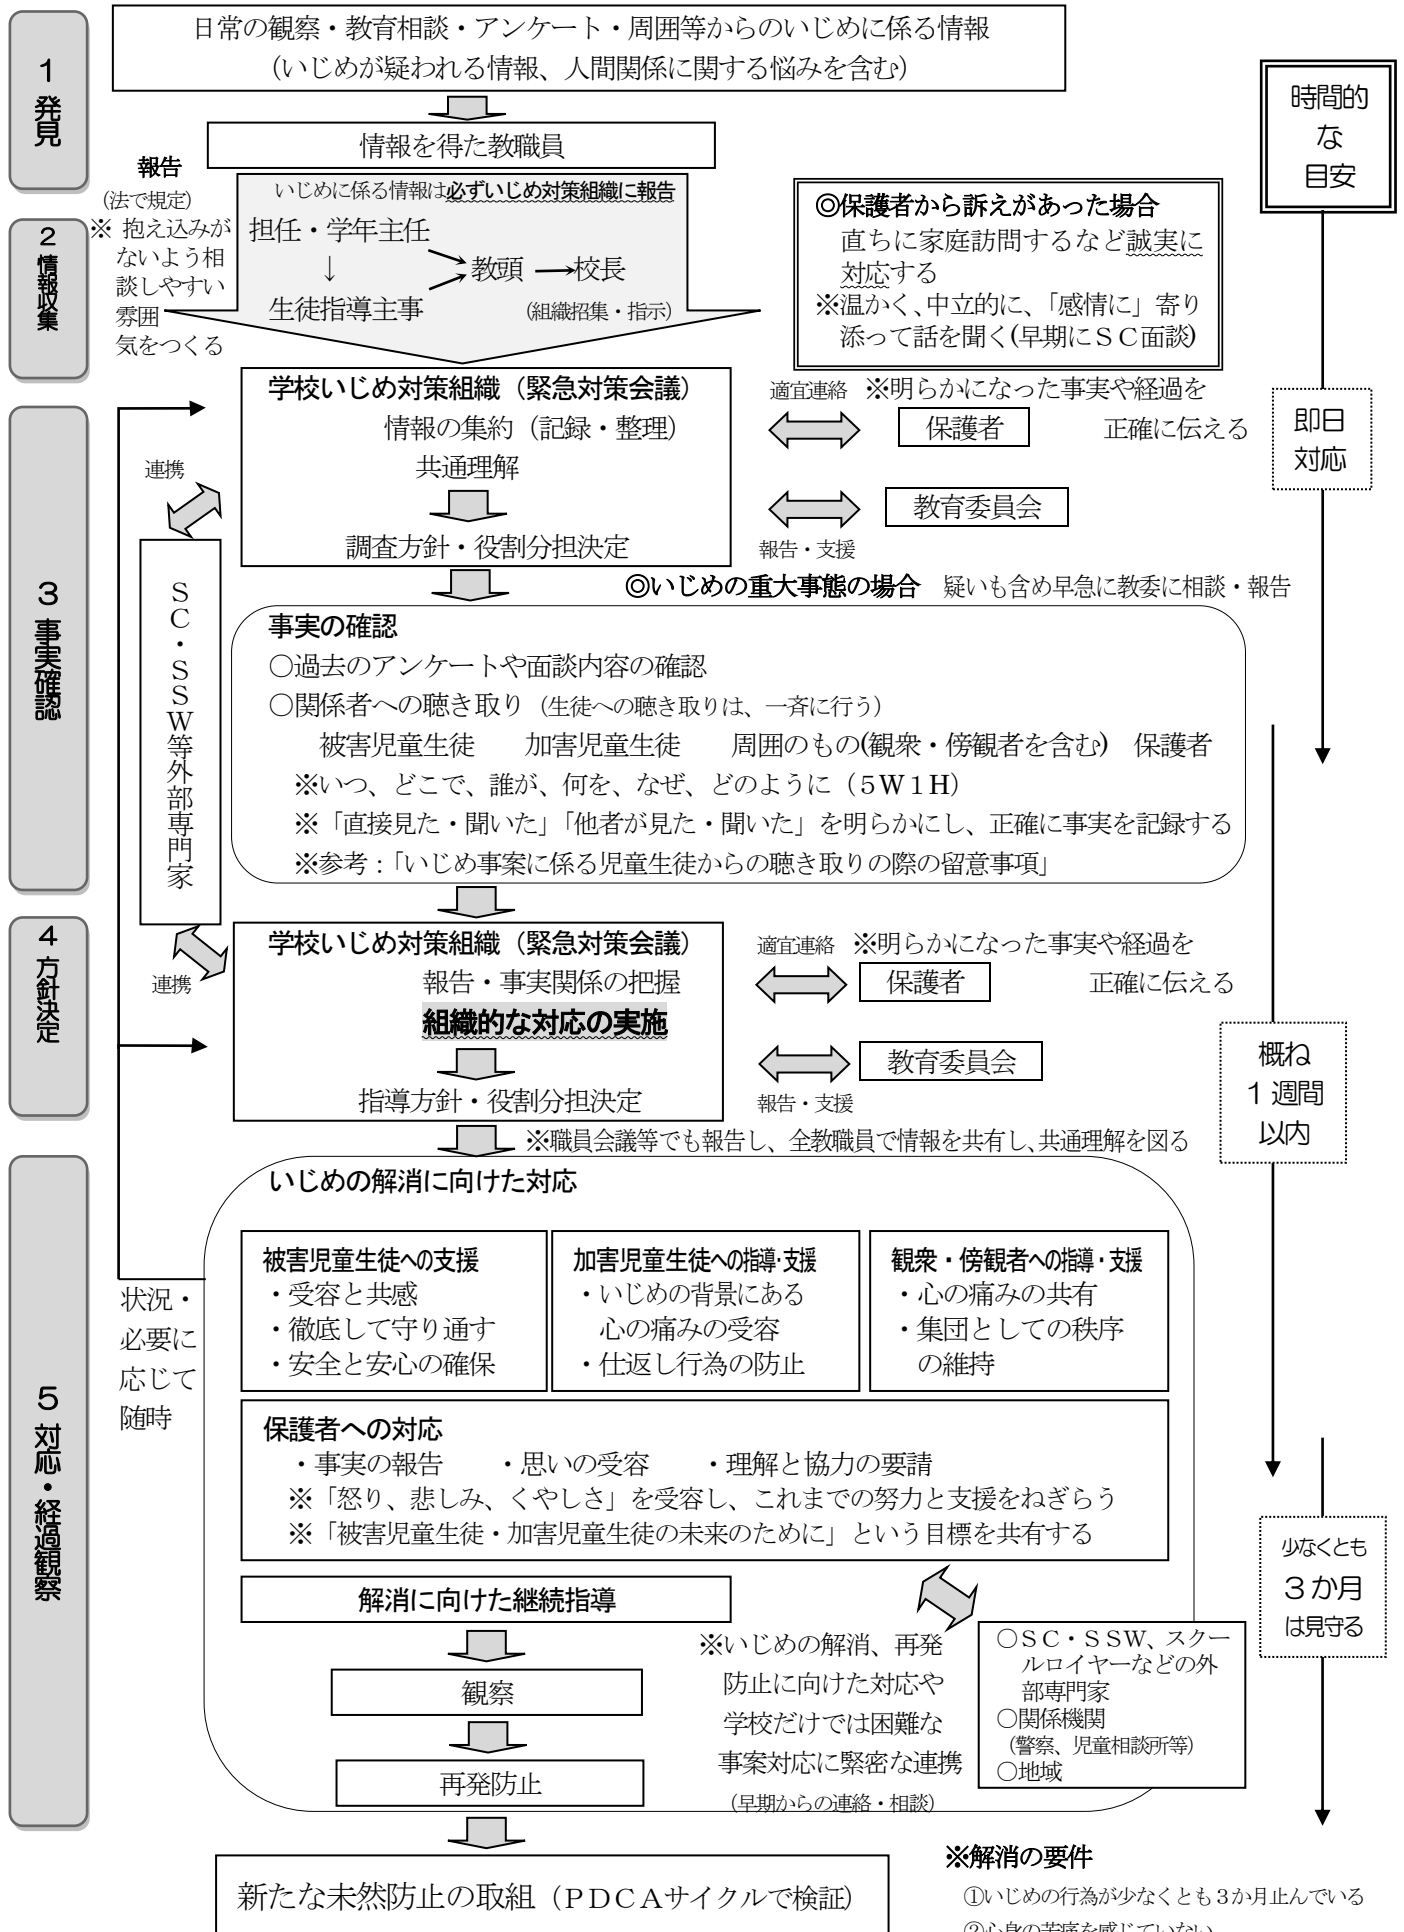 1 発見
日常の観察・教育相談・アンケート・周囲等からのいじめに係る情報
(いじめが疑われる情報、人間関係に関する悩みを含む)
情報を得た教職員
時間的
な
目安
報告
(法で規定)
※ 抱え込みが
ないよう相
談しやすい
雰囲
気をつくる
2 情報収集
いじめに係る情報は必ずいじめ対策組織に報告
担任・学年主任
↓
生徒指導主事
教頭
校長
(組織招集・指示)
◎保護者から訴えがあった場合
直ちに家庭訪問するなど誠実に
対応する
※温かく、中立的に、「感情に」寄り
添って話を聞く(早期にSC面談)
学校いじめ対策組織(緊急対策会議)
情報の集約(記録・整理)
共通理解
調査方針・役割分担決定
適宜連絡 ※明らかになった事実や経過を
保護者 正確に伝える
教育委員会
報告・支援
即日
対応
連携
SC・SSW等外部専門家
3 事実確認
◎いじめの重大事態の場合 疑いも含め早急に教委に相談・報告
事実の確認
○過去のアンケートや面談内容の確認
○関係者への聴き取り(生徒への聴き取りは、一斉に行う)
被害児童生徒 加害児童生徒 周囲のもの(観衆・傍観者を含む) 保護者
※いつ、どこで、誰が、何を、なぜ、どのように(5W1H)
※「直接見た・聞いた」「他者が見た・聞いた」を明らかにし、正確に事実を記録する
※参考:「いじめ事案に係る児童生徒からの聴き取りの際の留意事項」
4 方針決定
連携
学校いじめ対策組織(緊急対策会議)
報告・事実関係の把握
組織的な対応の実施
指導方針・役割分担決定
適宜連絡 ※明らかになった事実や経過を
保護者 正確に伝える
教育委員会
報告・支援
概ね
1週間
以内
※職員会議等でも報告し、全教職員で情報を共有し、共通理解を図る
5 対応・経過観察
いじめの解消に向けた対応
被害児童生徒への支援
・受容と共感
・徹底して守り通す
・安全と安心の確保
加害児童生徒への指導・支援
・いじめの背景にある
心の痛みの受容
・仕返し行為の防止
観衆・傍観者への指導・支援
・心の痛みの共有
・集団としての秩序
の維持
状況・
必要に
応じて
随時
保護者への対応
・事実の報告 ・思いの受容 ・理解と協力の要請
※「怒り、悲しみ、くやしさ」を受容し、これまでの努力と支援をねぎらう
※「被害児童生徒・加害児童生徒の未来のために」という目標を共有する
少なくとも
3か月
は見守る
解消に向けた継続指導
観察
再発防止
※いじめの解消、再発
防止に向けた対応や
学校だけでは困難な
事案対応に緊密な連携
(早期からの連絡・相談)
○SC・SSW、スクー
ルロイヤーなどの外
部専門家
○関係機関
(警察、児童相談所等)
○地域
新たな未然防止の取組(PDCAサイクルで検証)
※解消の要件
①いじめの行為が少なくとも3か月止んでいる
②心身の苦痛を感じていない